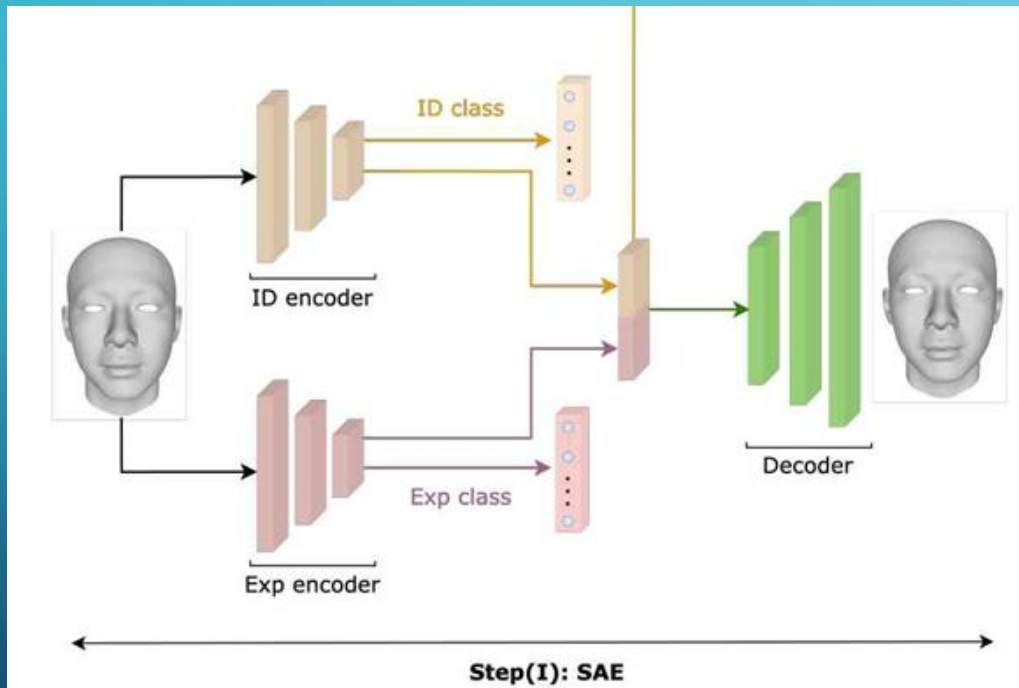 ID class
ID encoder
Exp class
Exp encoder
Decoder
Step(I): SAE